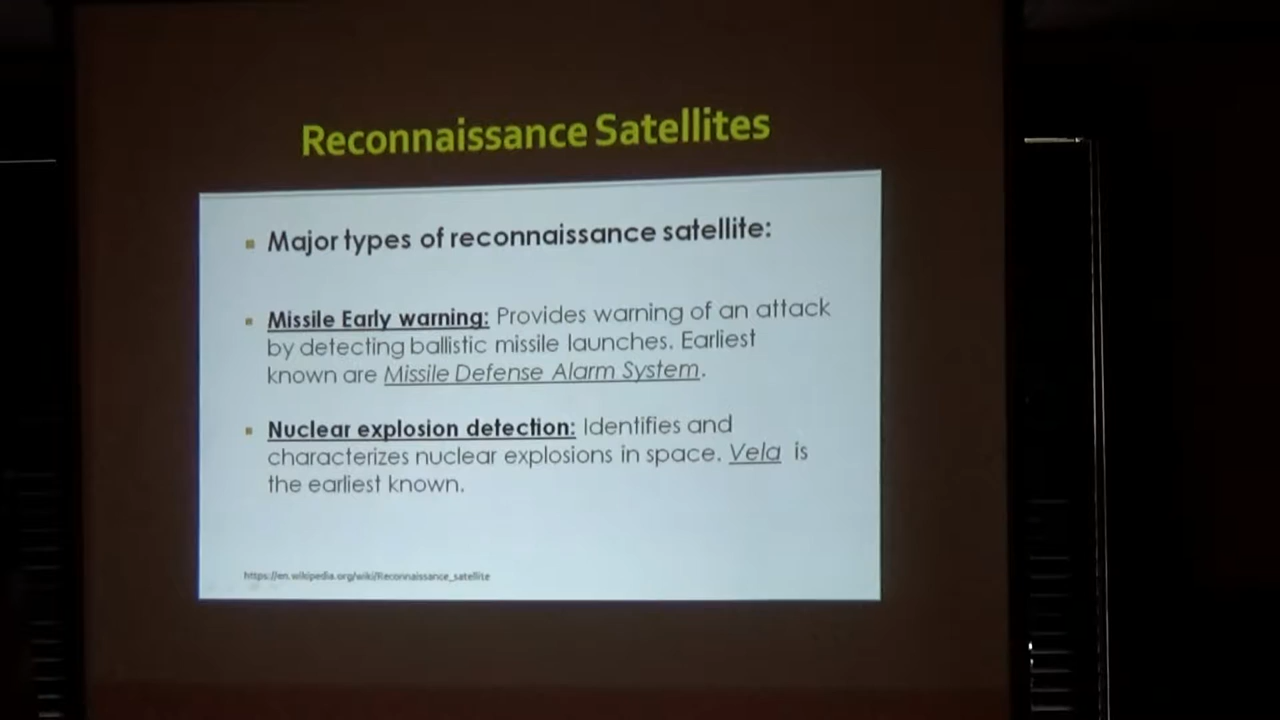 Reconnaissance Satellites
Major types of reconnaissance satellite:
Missile Early warning: Provides warning of an attack
by detecting ballistic missile launches. Earliest
known are Missile Defense Alarm System.
Nuclear explosion detection: Identifies and
characterizes nuclear explosions in space. Vela is
the earliest known.
https://en.wikipedia.org/wiki/Reconnaissance_satellite